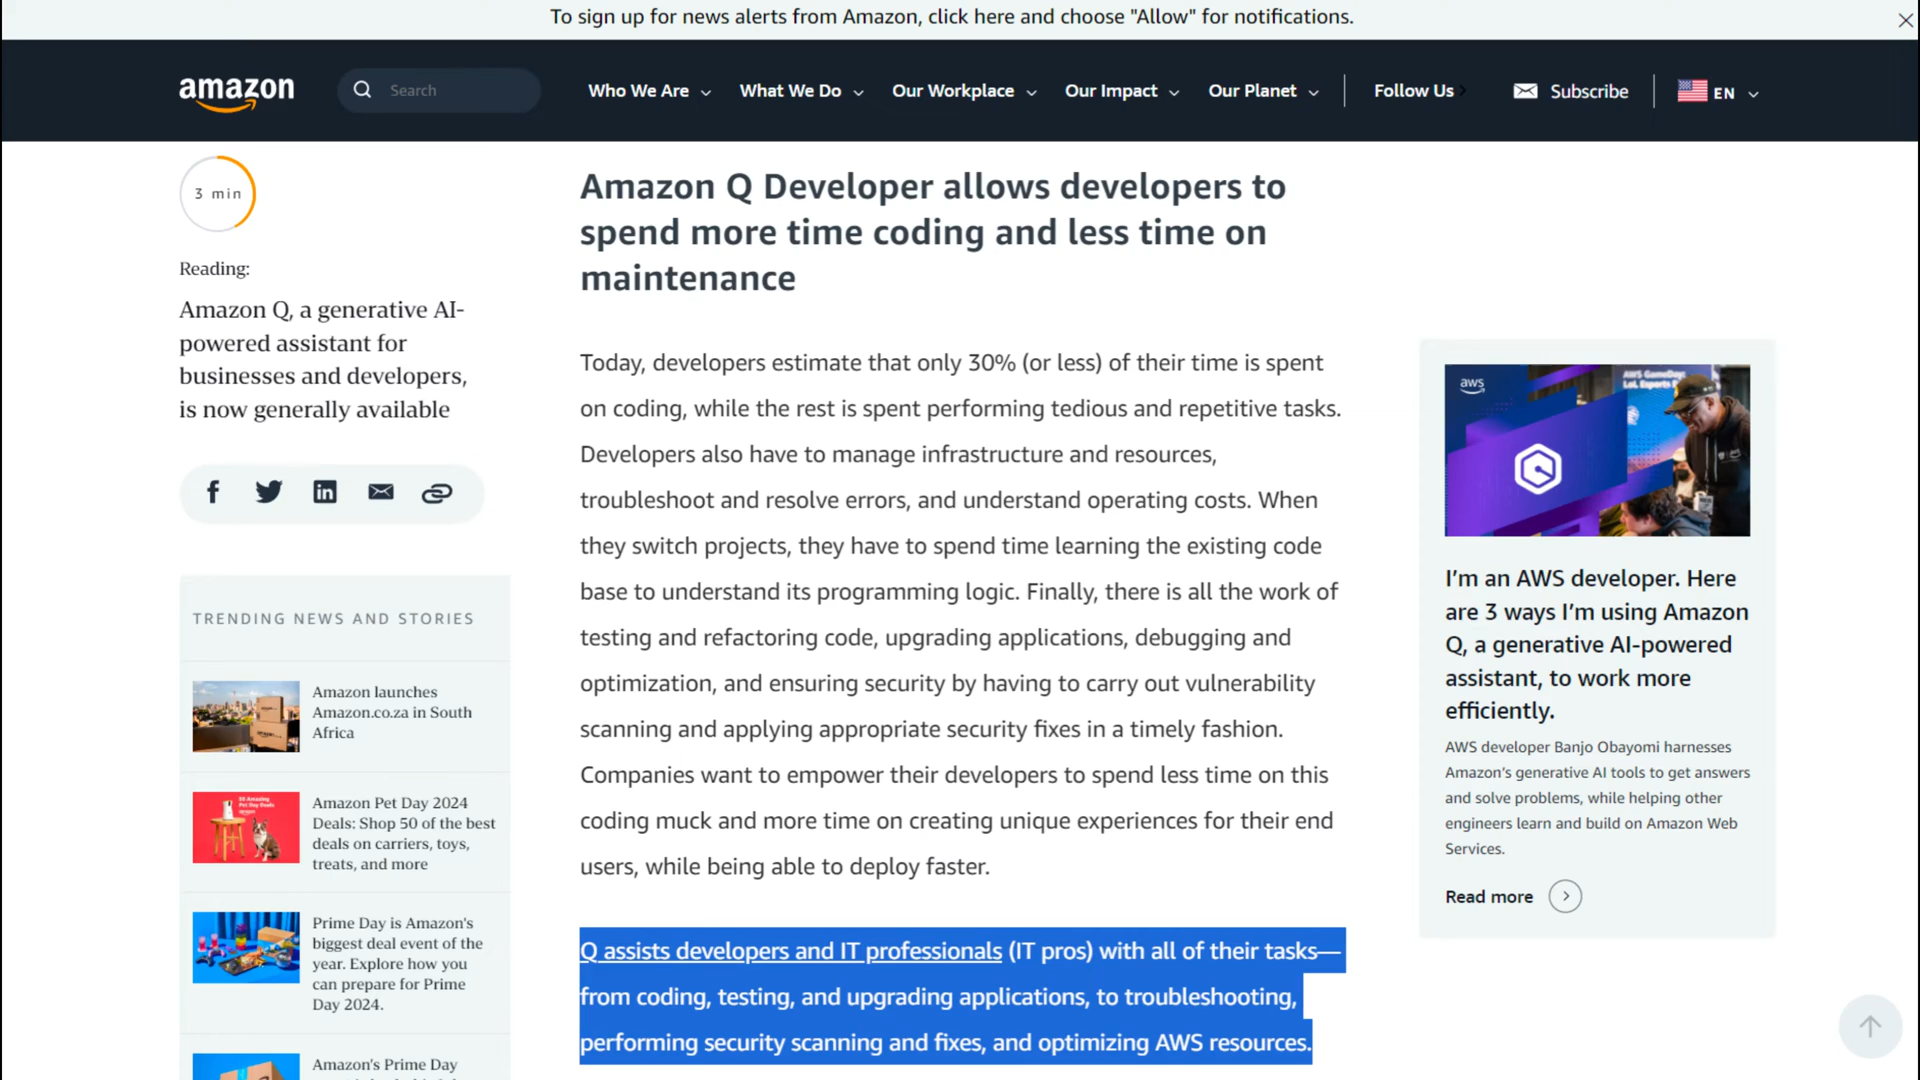 To sign up for news alerts from Amazon, click here and choose "Allow" for notifications.
amazon
Search
Who We Are
What We Do
Our Workplace
Our Impact
Our Planet
Follow Us
Subscribe
EN
3 min
Reading:
Amazon Q, a generative AI-
powered assistant for
businesses and developers,
is now generally available
TRENDING NEWS AND STORIES
Amazon launches
Amazon.co.za in South
Africa
Amazon Pet Day 2024
Deals: Shop 50 of the best
deals on carriers, toys,
treats, and more
Prime Day is Amazon's
biggest deal event of the
year. Explore how you
can prepare for Prime
Day 2024.
Amazon's Prime Day
Amazon Q Developer allows developers to
spend more time coding and less time on
maintenance
Today, developers estimate that only 30% (or less) of their time is spent
on coding, while the rest is spent performing tedious and repetitive tasks.
Developers also have to manage infrastructure and resources,
troubleshoot and resolve errors, and understand operating costs. When
they switch projects, they have to spend time learning the existing code
base to understand its programming logic. Finally, there is all the work of
testing and refactoring code, upgrading applications, debugging and
optimization, and ensuring security by having to carry out vulnerability
scanning and applying appropriate security fixes in a timely fashion.
Companies want to empower their developers to spend less time on this
coding muck and more time on creating unique experiences for their end
users, while being able to deploy faster.
Q assists developers and IT professionals (IT pros) with all of their tasks—
from coding, testing, and upgrading applications, to troubleshooting,
performing security scanning and fixes, and optimizing AWS resources.
aws
AWS GameDay:
LoL Esports
I'm an AWS developer. Here
are 3 ways I'm using Amazon
Q, a generative AI-powered
assistant, to work more
efficiently.
AWS developer Banjo Obayomi harnesses
Amazon's generative AI tools to get answers
and solve problems, while helping other
engineers learn and build on Amazon Web
Services.
Read more